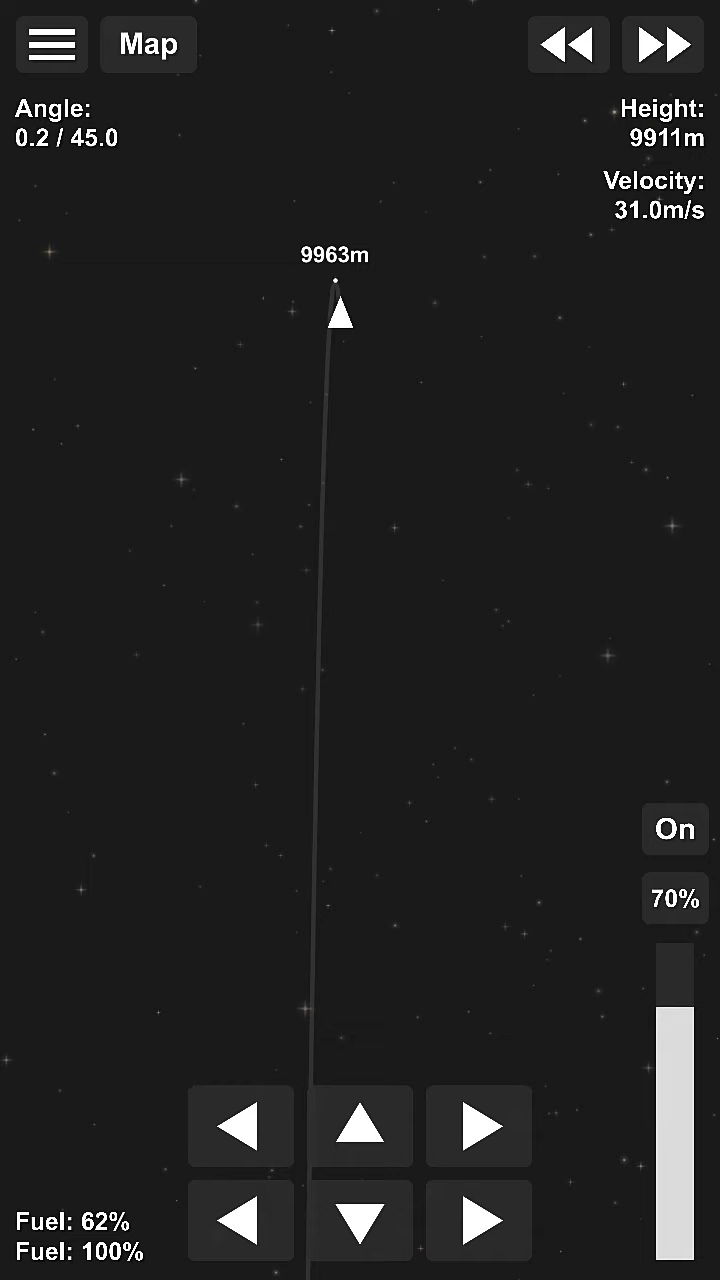 Map
Angle:
0.2 / 45.0
Height:
9911m
Velocity:
31.0m/s
9963m
On
70%
Fuel: 62%
Fuel: 100%